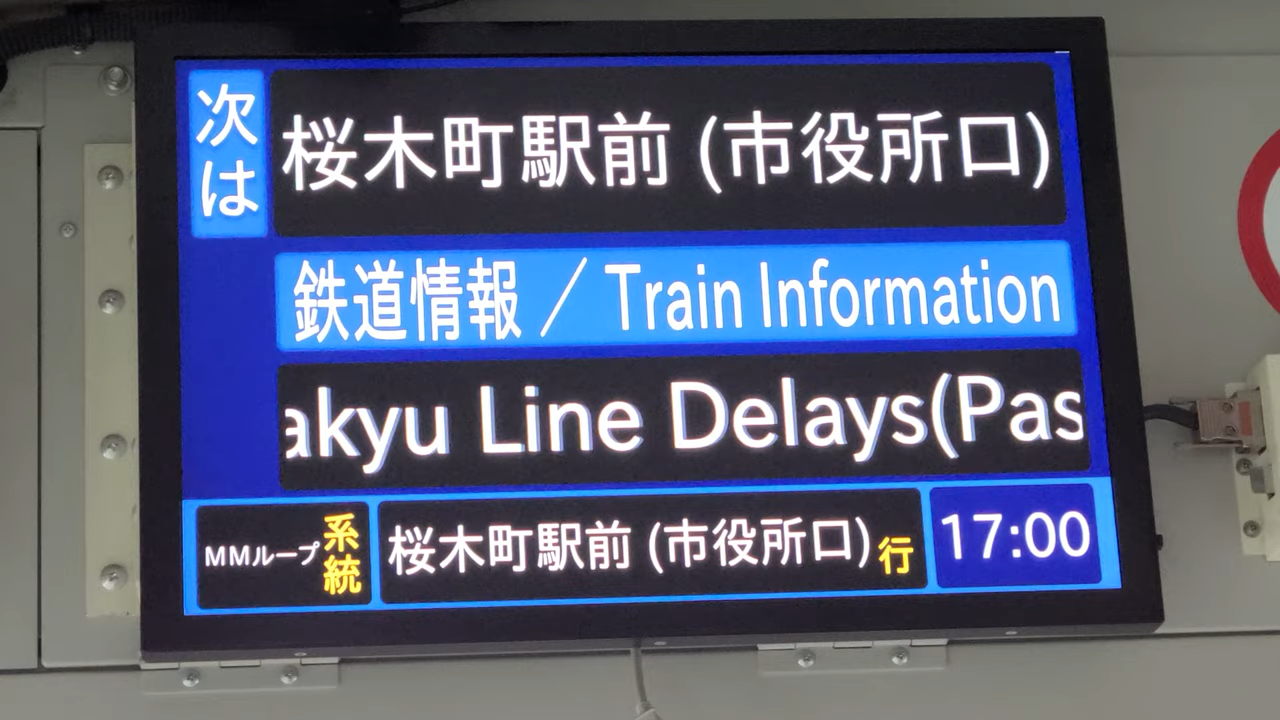 次は
桜木町駅前 (市役所口)
鉄道情報 ／ Train Information
akyu Line Delays(Pas
MMループ系統
桜木町駅前 (市役所口)行
17:00